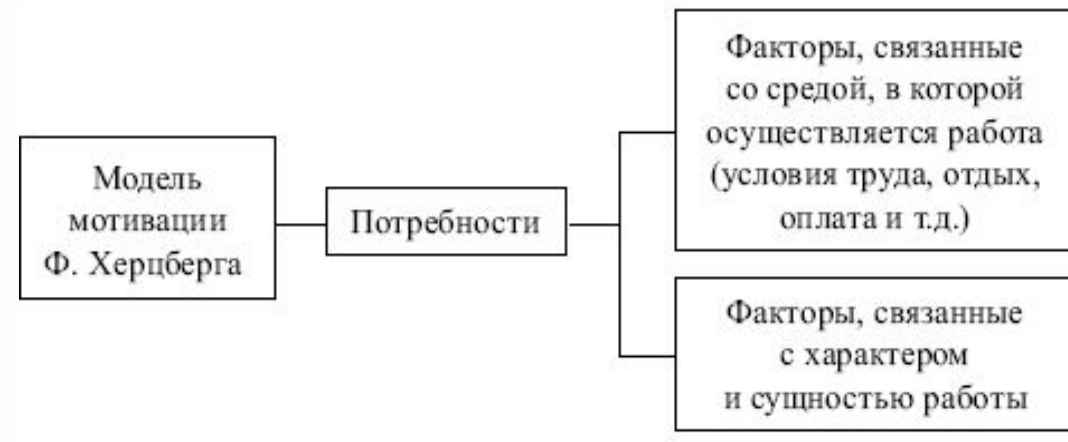 Модель
мотивации
Ф. Херцберга
Потребности
Факторы, связанные
со средой, в которой
осуществляется работа
(условия труда, отдых,
оплата и т.д.)
Факторы, связанные
с характером
и сущностью работы